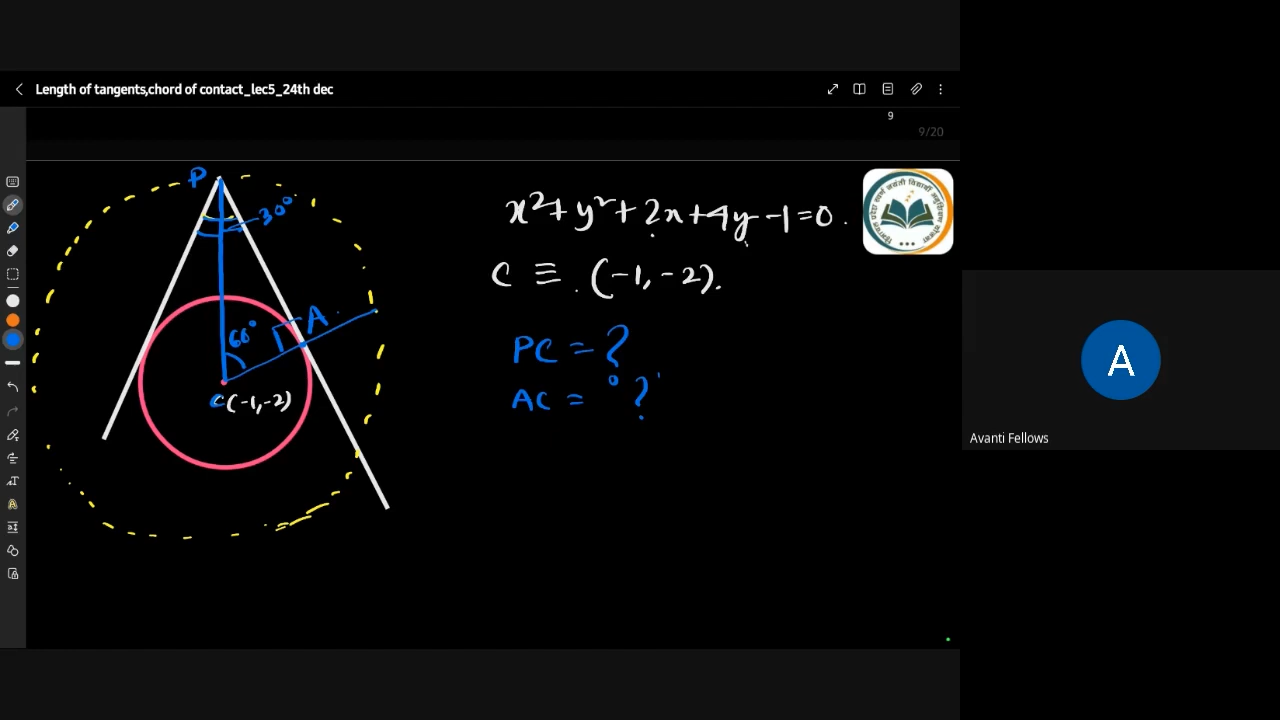 Length of tangents,chord of contact_lec5_24th dec
9
9/20
P
30°
x²+y²+2x+4y-1=0.
C ≡ (-1,-2).
A
60°
PC = ?
C(-1,-2)
AC = ?
A
Avanti Fellows